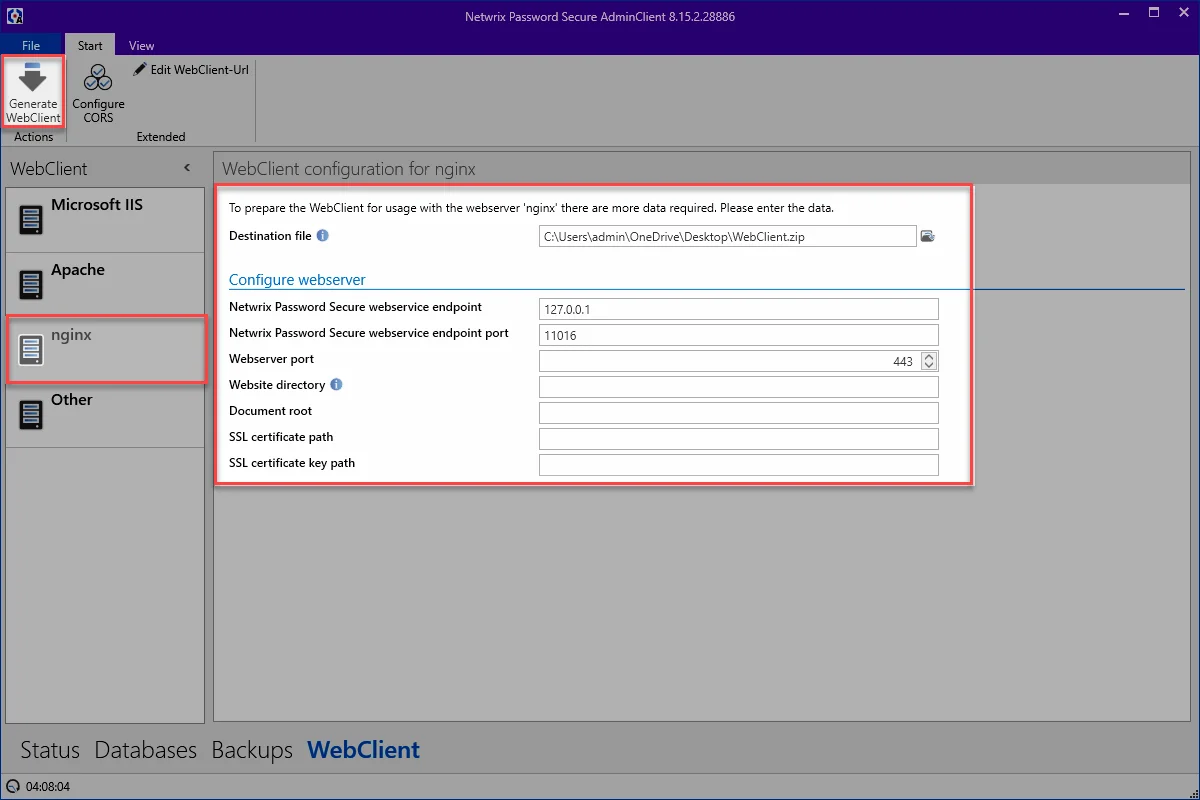 Netwrix Password Secure AdminClient 8.15.2.28886
File
Start
View
Generate
WebClient
Configure
CORS
Edit WebClient-Url
Actions
Extended
WebClient
Microsoft IIS
Apache
nginx
Other
WebClient configuration for nginx
To prepare the WebClient for usage with the webserver 'nginx' there are more data required. Please enter the data.
Destination file
C:\Users\admin\OneDrive\Desktop\WebClient.zip
Configure webserver
Netwrix Password Secure webservice endpoint
127.0.0.1
Netwrix Password Secure webservice endpoint port
11016
Webserver port
443
Website directory
Document root
SSL certificate path
SSL certificate key path
Status Databases Backups WebClient
04:08:04